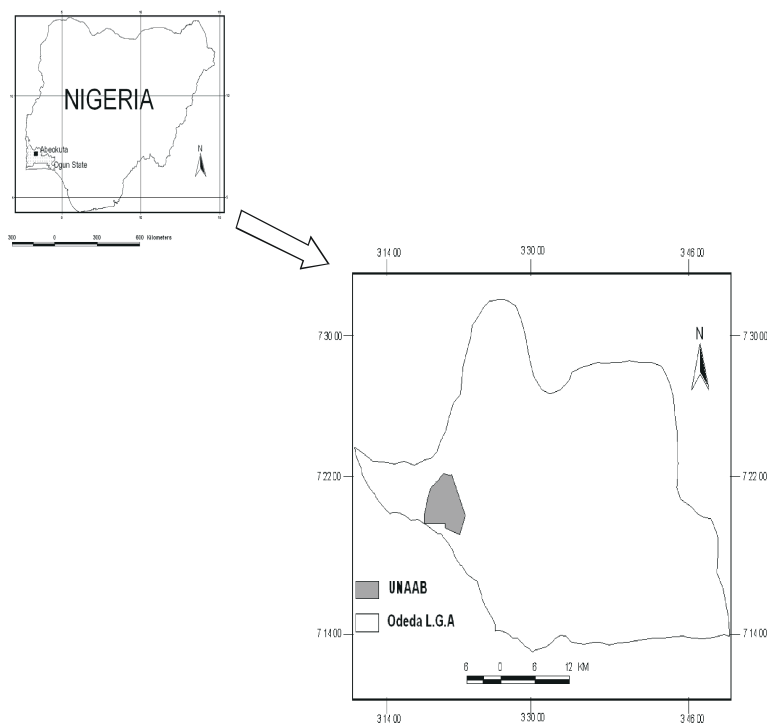 NIGERIA
N
Abeokuta
Ogun State
300 0 300 600 Kilometers
3 14 00 3 30 00 3 46 00
N
7 30 00 7 30 00
7 22 00 7 22 00
UNAAB
Odeda L.G.A
7 14 00 7 14 00
6 0 6 12 KM
3 14 00 3 30 00 3 46 00